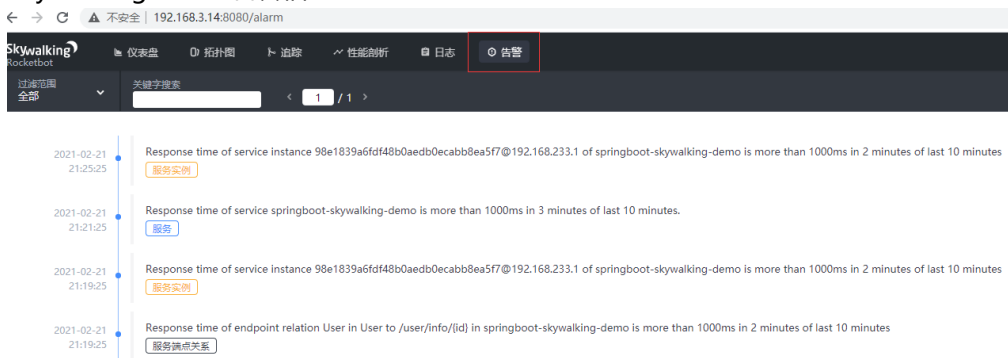 不安全 | 192.168.3.14:8080/alarm
Skywalking
Rocketbot
仪表盘 拓扑图 追踪 性能剖析 日志 告警
过滤范围
全部
关键字搜索
1 / 1
2021-02-21
21:25:25
Response time of service instance 98e1839a6fdf48b0aedb0ecabb8ea5f7@192.168.233.1 of springboot-skywalking-demo is more than 1000ms in 2 minutes of last 10 minutes
服务实例
2021-02-21
21:21:25
Response time of service springboot-skywalking-demo is more than 1000ms in 3 minutes of last 10 minutes.
服务
2021-02-21
21:19:25
Response time of service instance 98e1839a6fdf48b0aedb0ecabb8ea5f7@192.168.233.1 of springboot-skywalking-demo is more than 1000ms in 2 minutes of last 10 minutes
服务实例
2021-02-21
21:19:25
Response time of endpoint relation User in User to /user/info/{id} in springboot-skywalking-demo is more than 1000ms in 2 minutes of last 10 minutes
服务端点关系